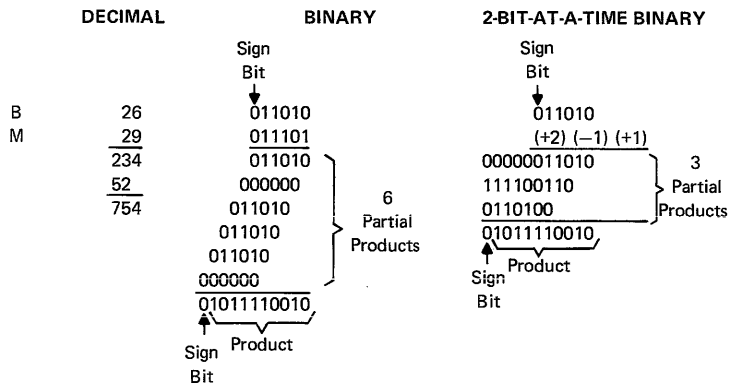 DECIMAL BINARY 2-BIT-AT-A-TIME BINARY
Sign Bit
Sign Bit
B 26 011010 011010
M 29 011101 (+2) (−1) (+1)
234 011010 00000011010
52 000000 111100110
754 011010 0110100
011010 01011110010
011010
000000
01011110010
6 Partial Products
3 Partial Products
Sign Bit
Product
Sign Bit
Product